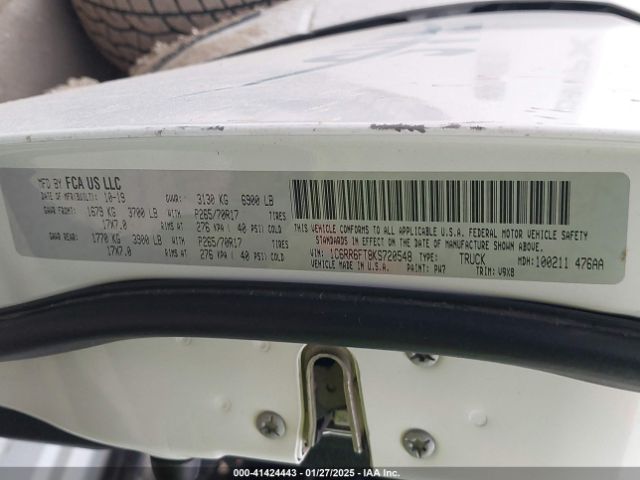 MFD BY FCA US LLC
DATE OF MFR(BUILT): 10-19 GVWR: 3130 KG 6900 LB
GAWR FRONT: 1679 KG 3700 LB WITH P265/70R17 TIRES
17X7.0 RIMS AT 276 KPA ( 40 PSI) COLD
GAWR REAR: 1770 KG 3900 LB WITH P265/70R17 TIRES
17X7.0 RIMS AT 276 KPA ( 40 PSI) COLD
THIS VEHICLE CONFORMS TO ALL APPLICABLE U.S.A. FEDERAL MOTOR VEHICLE SAFETY
STANDARDS IN EFFECT ON THE DATE OF MANUFACTURE SHOWN ABOVE.
VIN: 1C6RR6FT8KS720548 TYPE: TRUCK MDH: 100211 476AA
MADE IN U.S.A PAINT: PW7 TRIM: V9X8
000-41424443 | 01/27/2025 | IAA Inc.